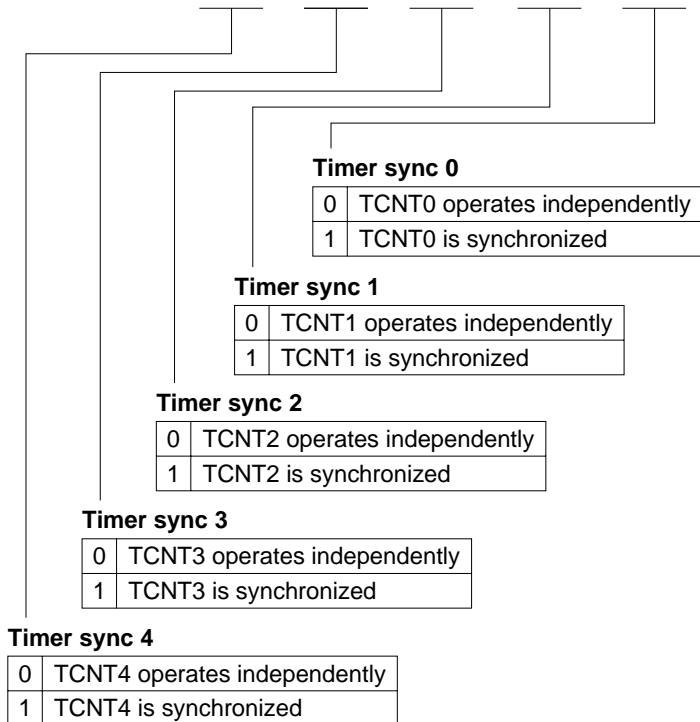 Timer sync 0
0 TCNT0 operates independently
1 TCNT0 is synchronized
Timer sync 1
0 TCNT1 operates independently
1 TCNT1 is synchronized
Timer sync 2
0 TCNT2 operates independently
1 TCNT2 is synchronized
Timer sync 3
0 TCNT3 operates independently
1 TCNT3 is synchronized
Timer sync 4
0 TCNT4 operates independently
1 TCNT4 is synchronized